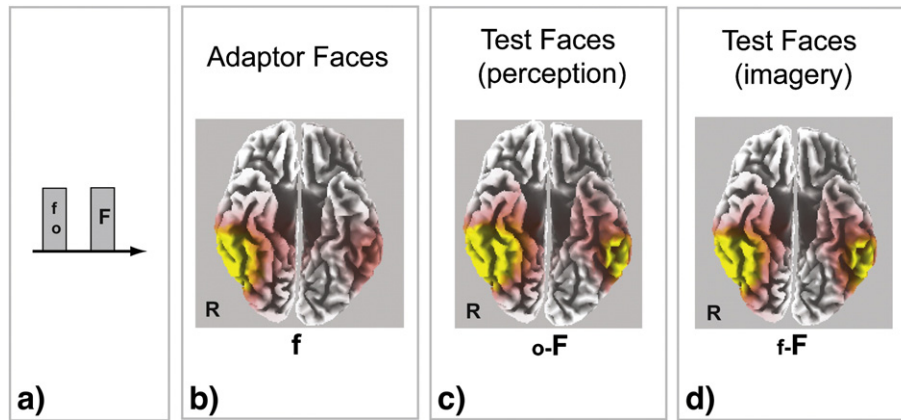 f
o
F
a)
Adaptor Faces
R
f
b)
Test Faces
(perception)
R
o-F
c)
Test Faces
(imagery)
R
f-F
d)